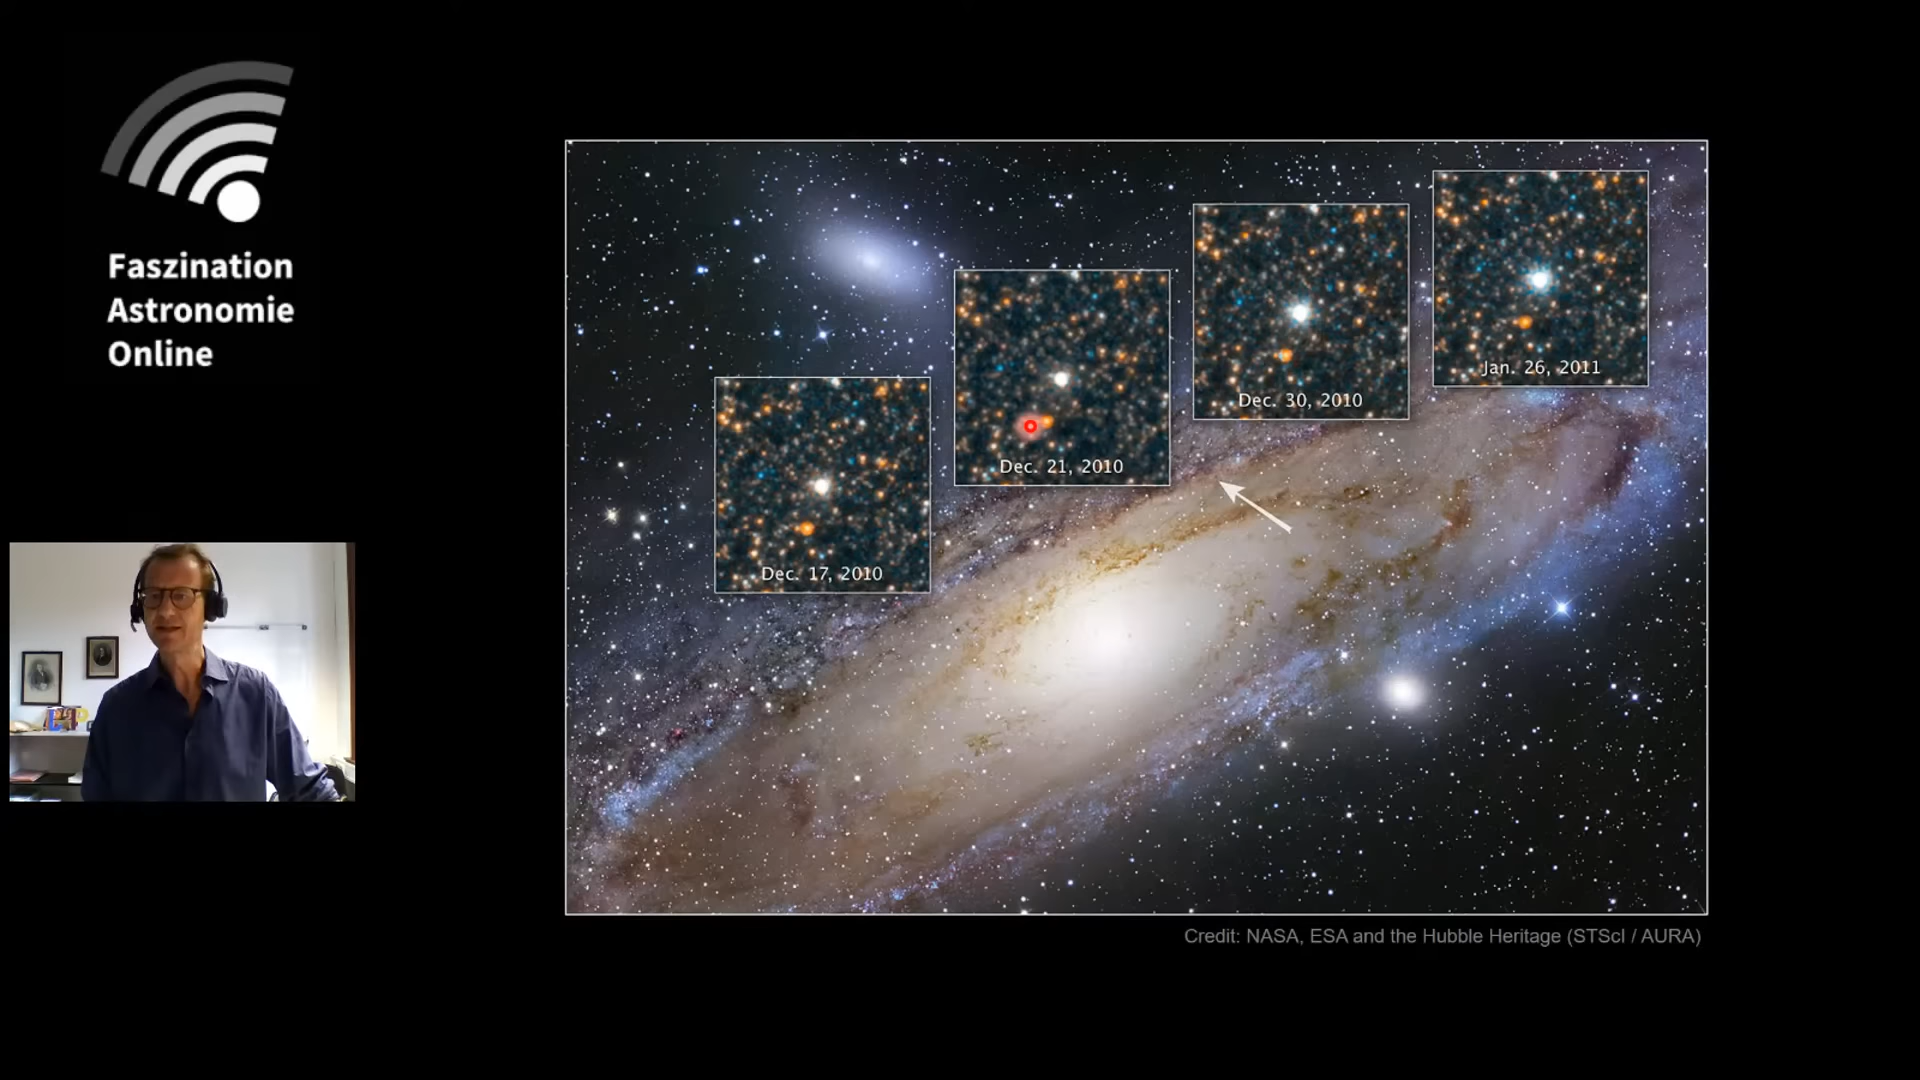 Faszination
Astronomie
Online
Dec. 17, 2010
Dec. 21, 2010
Dec. 30, 2010
Jan. 26, 2011
Credit: NASA, ESA and the Hubble Heritage (STScI / AURA)